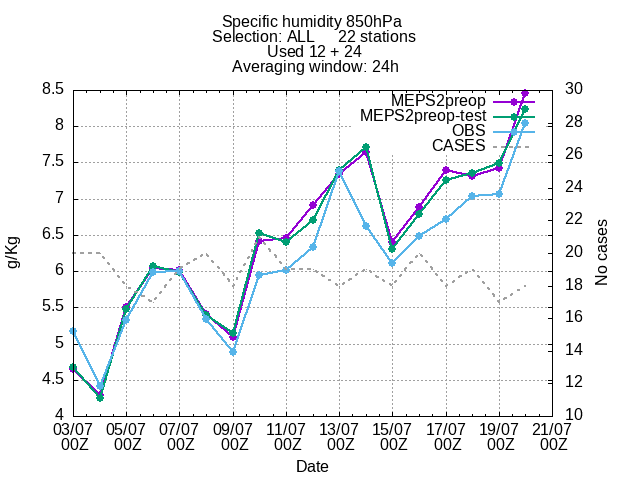 Specific humidity 850hPa
Selection: ALL 22 stations
Used 12 + 24
Averaging window: 24h
MEPS2preop
MEPS2preop-test
OBS
CASES
8.5
8
7.5
7
6.5
6
5.5
5
4.5
4
g/Kg
30
28
26
24
22
20
18
16
14
12
10
No cases
03/07 05/07 07/07 09/07 11/07 13/07 15/07 17/07 19/07 21/07
00Z 00Z 00Z 00Z 00Z 00Z 00Z 00Z 00Z 00Z
Date